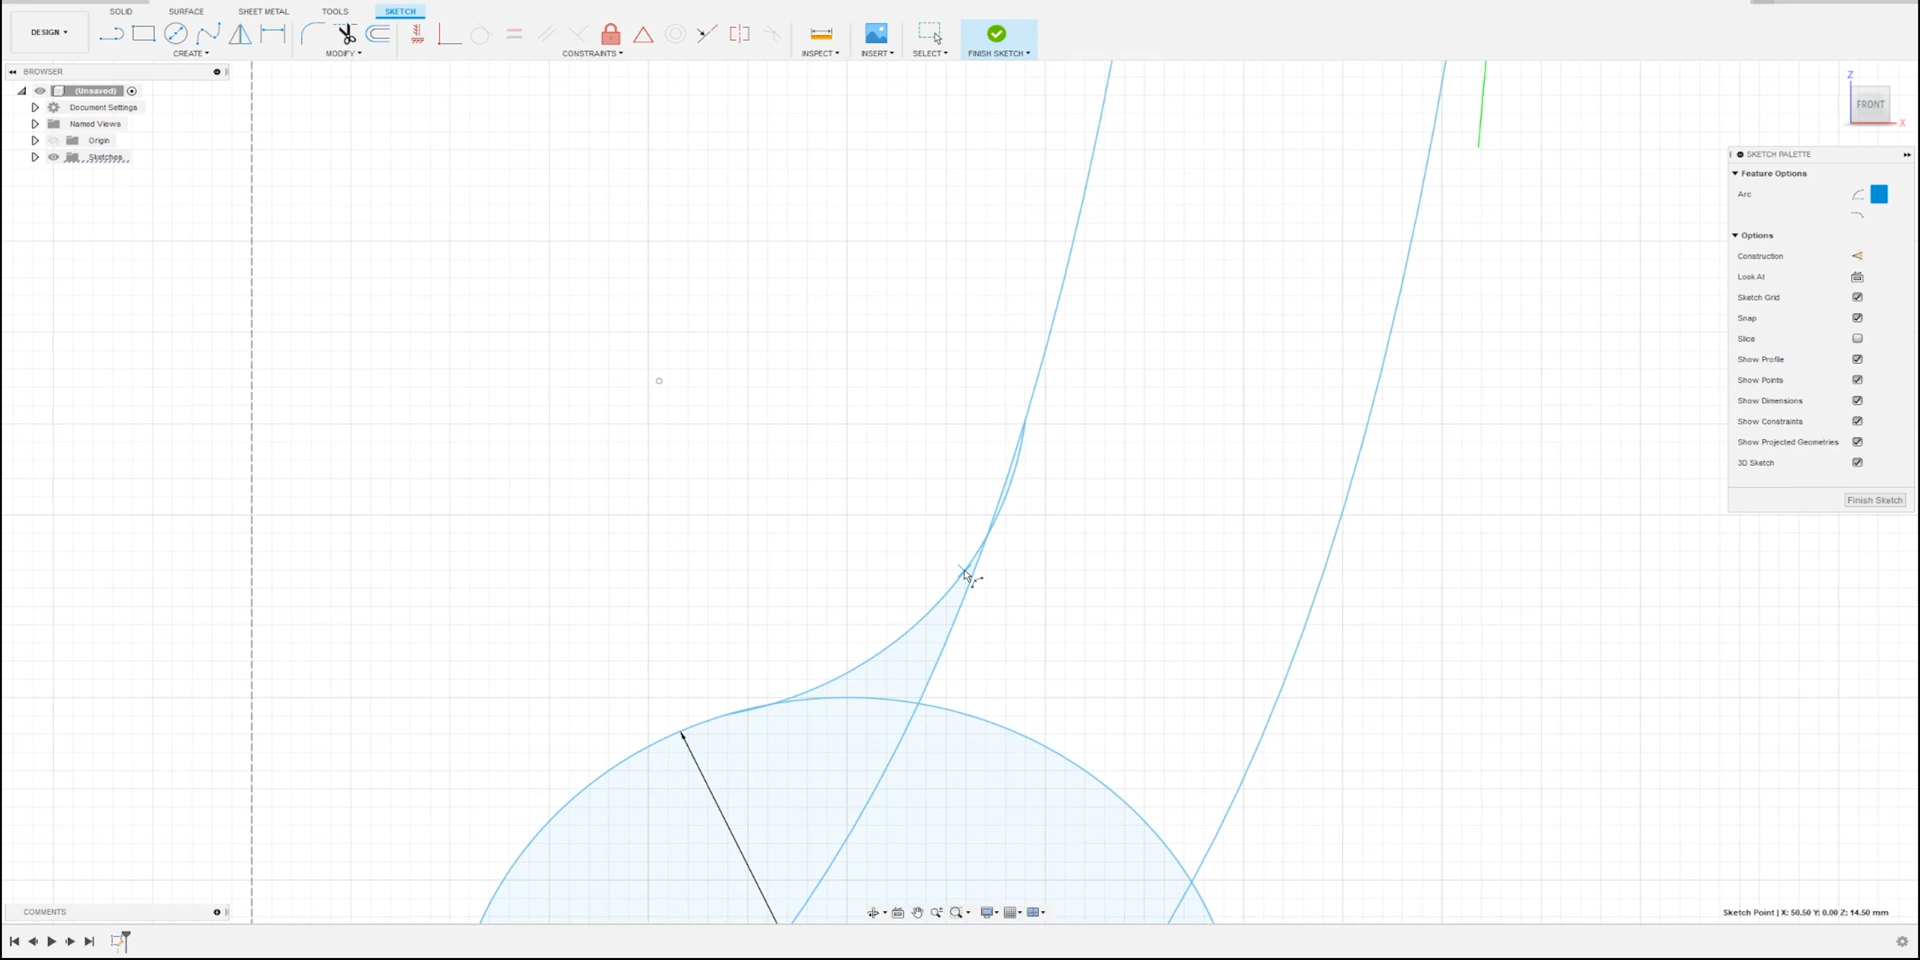 SOLID SURFACE SHEET METAL TOOLS SKETCH
DESIGN
CREATE MODIFY CONSTRAINTS INSPECT INSERT SELECT FINISH SKETCH
BROWSER
(Unsaved)
Document Settings
Named Views
Origin
Sketches
Z
FRONT
X
SKETCH PALETTE
Feature Options
Arc
Options
Construction
Look At
Sketch Grid
Snap
Slice
Show Profile
Show Points
Show Dimensions
Show Constraints
Show Projected Geometries
3D Sketch
Finish Sketch
COMMENTS
Sketch Point | X: 50.50 Y: 0.00 Z: 14.50 mm